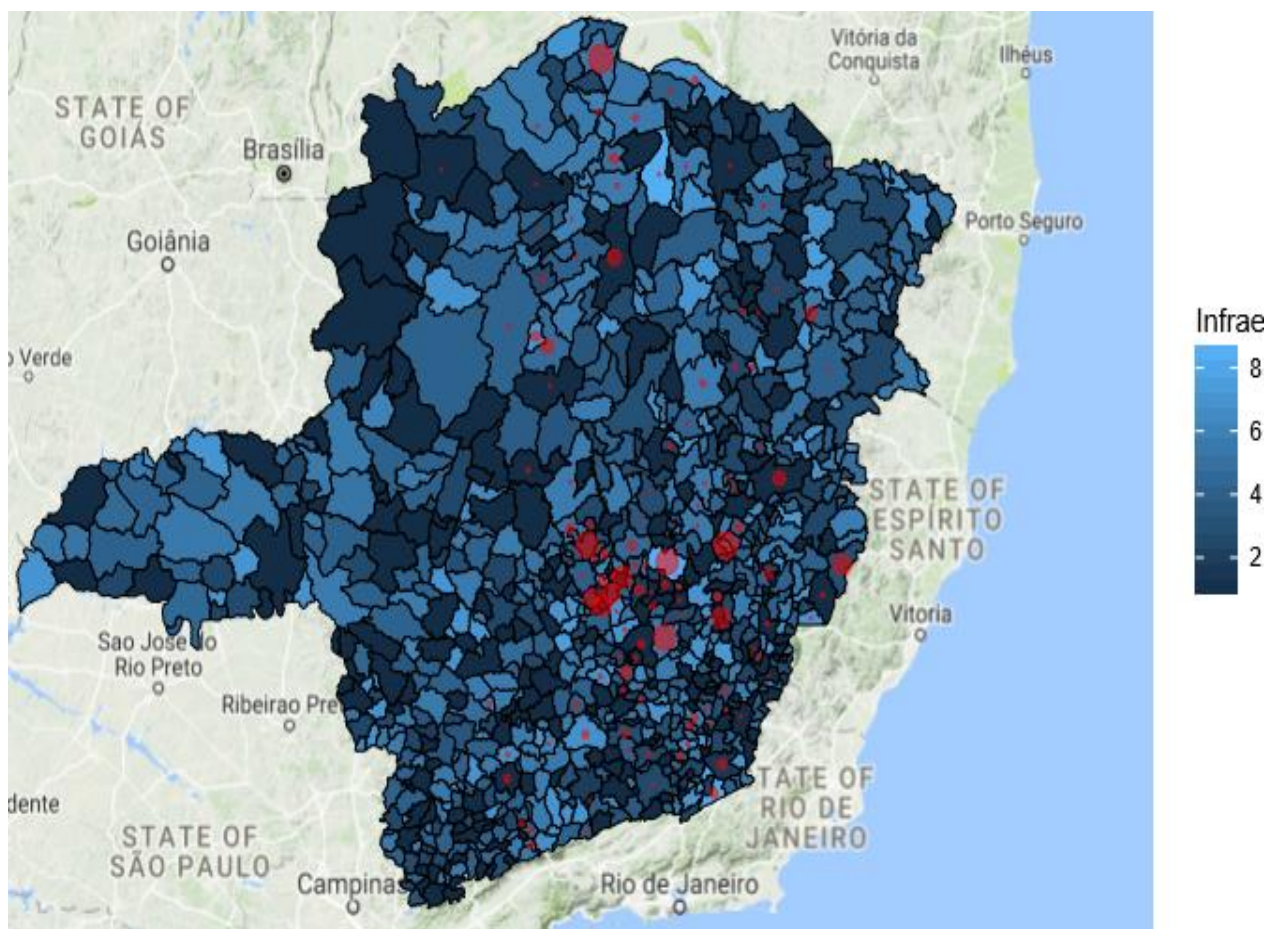 Vitória da
Conquista
Ilhéus
STATE OF
GOIÁS
Brasília
Porto Seguro
Goiânia
Infrae
8
6
4
2
o Verde
STATE OF
ESPÍRITO
SANTO
Vitoria
Sao Jose do
Rio Preto
Ribeirao Pre
TATE OF
RIO DE
JANEIRO
dente
STATE OF
SÃO PAULO
Campinas
Rio de Janeiro